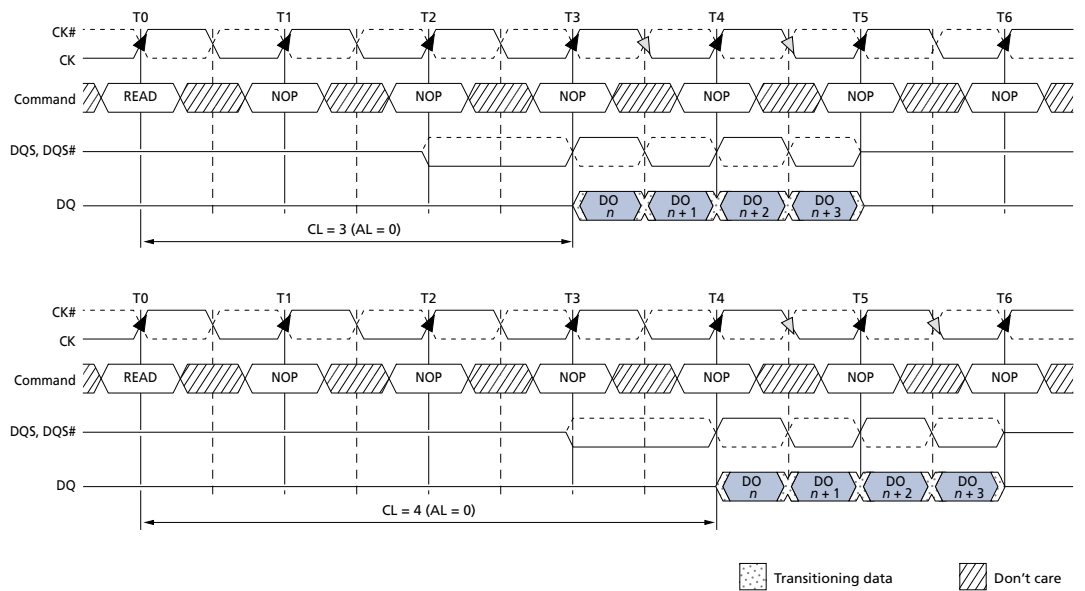 T0 T1 T2 T3 T4 T5 T6
CK#
CK
Command READ NOP NOP NOP NOP NOP NOP
DQS, DQS#
DQ DO n DO n + 1 DO n + 2 DO n + 3
CL = 3 (AL = 0)
T0 T1 T2 T3 T4 T5 T6
CK#
CK
Command READ NOP NOP NOP NOP NOP NOP
DQS, DQS#
DQ DO n DO n + 1 DO n + 2 DO n + 3
CL = 4 (AL = 0)
Transitioning data Don’t care